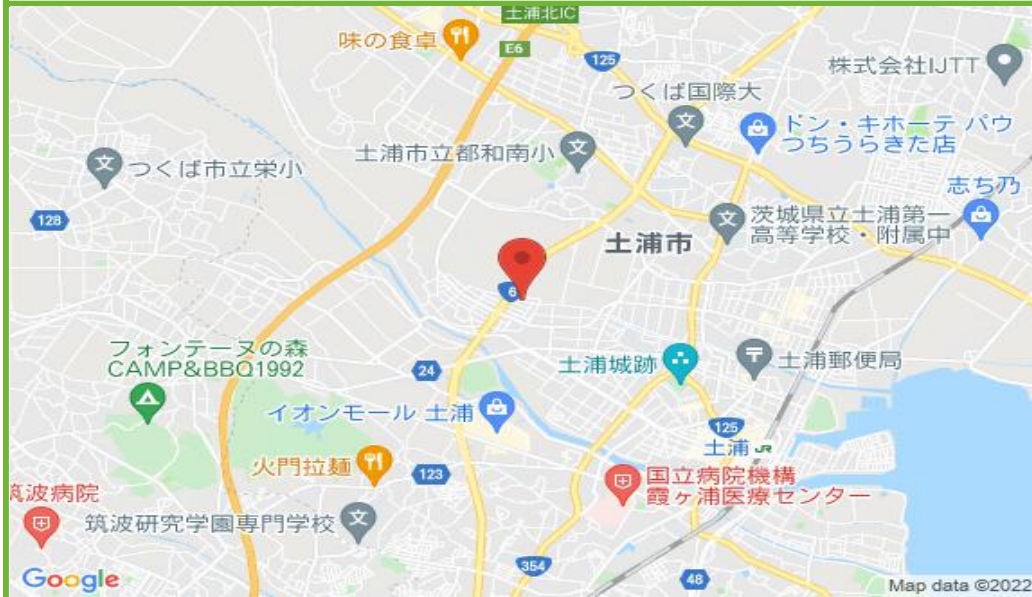 土浦北IC
味の食卓
E6
125
株式会社IJTT
つくば国際大
ドン・キホーテ パウ
つちうらきた店
土浦市立都和南小
つくば市立栄小
志ち乃
128
茨城県立土浦第一
高等学校・附属中
土浦市
6
フォンテーヌの森
CAMP&BBQ1992
24
土浦城跡
土浦郵便局
イオンモール 土浦
125
土浦 JR
火門拉麺
123
国立病院機構
霞ヶ浦医療センター
筑波病院
筑波研究学園専門学校
354
48
Google
Map data ©2022